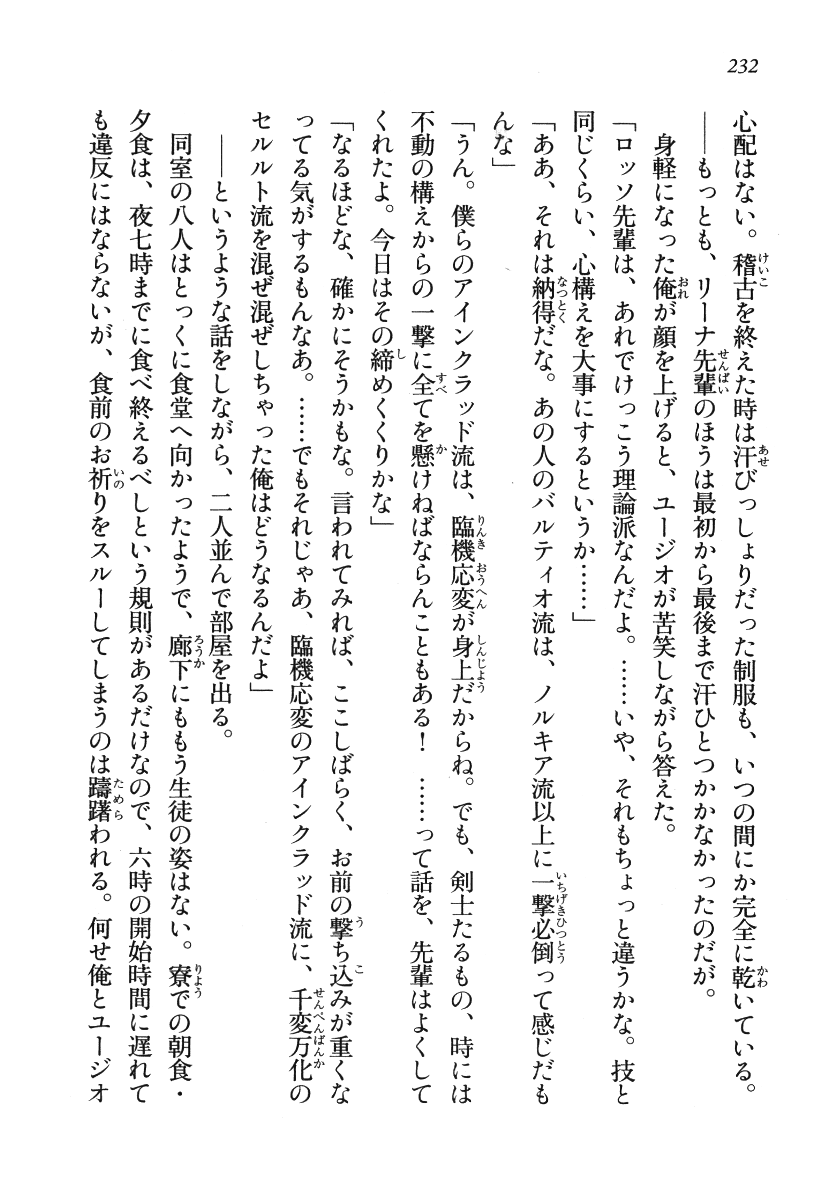 232
心配はない。稽古を終えた時は汗びっしょりだった制服も、いつの間にか完全に乾いている。
――もっとも、リーナ先輩のほうは最初から最後まで汗ひとつかかなかったのだが。
身軽になった俺が顔を上げると、ユージオが苦笑しながら答えた。
「ロッソ先輩は、あれでけっこう理論派なんだよ。……いや、それもちょっと違うかな。技と
同じくらい、心構えを大事にするというか……」
「ああ、それは納得だな。あの人のバルティオ流は、ノルキア流以上に一撃必倒って感じだも
んな」
「うん。僕らのアインクラッド流は、臨機応変が身上だからね。でも、剣士たるもの、時には
不動の構えからの一撃に全てを懸けねばならんこともある！　……って話を、先輩はよくして
くれたよ。今日はその締めくくりかな」
「なるほどな、確かにそうかもな。言われてみれば、ここしばらく、お前の撃ち込みが重くな
ってる気がするもんなあ。……でもそれじゃあ、臨機応変のアインクラッド流に、千変万化の
セルルト流を混ぜ混ぜしちゃった俺はどうなるんだよ」
――というような話をしながら、二人並んで部屋を出る。
同室の八人はとっくに食堂へ向かったようで、廊下にももう生徒の姿はない。寮での朝食・
夕食は、夜七時までに食べ終えるべしという規則があるだけなので、六時の開始時間に遅れて
も違反にはならないが、食前のお祈りをスルーしてしまうのは躊躇われる。何せ俺とユージオ